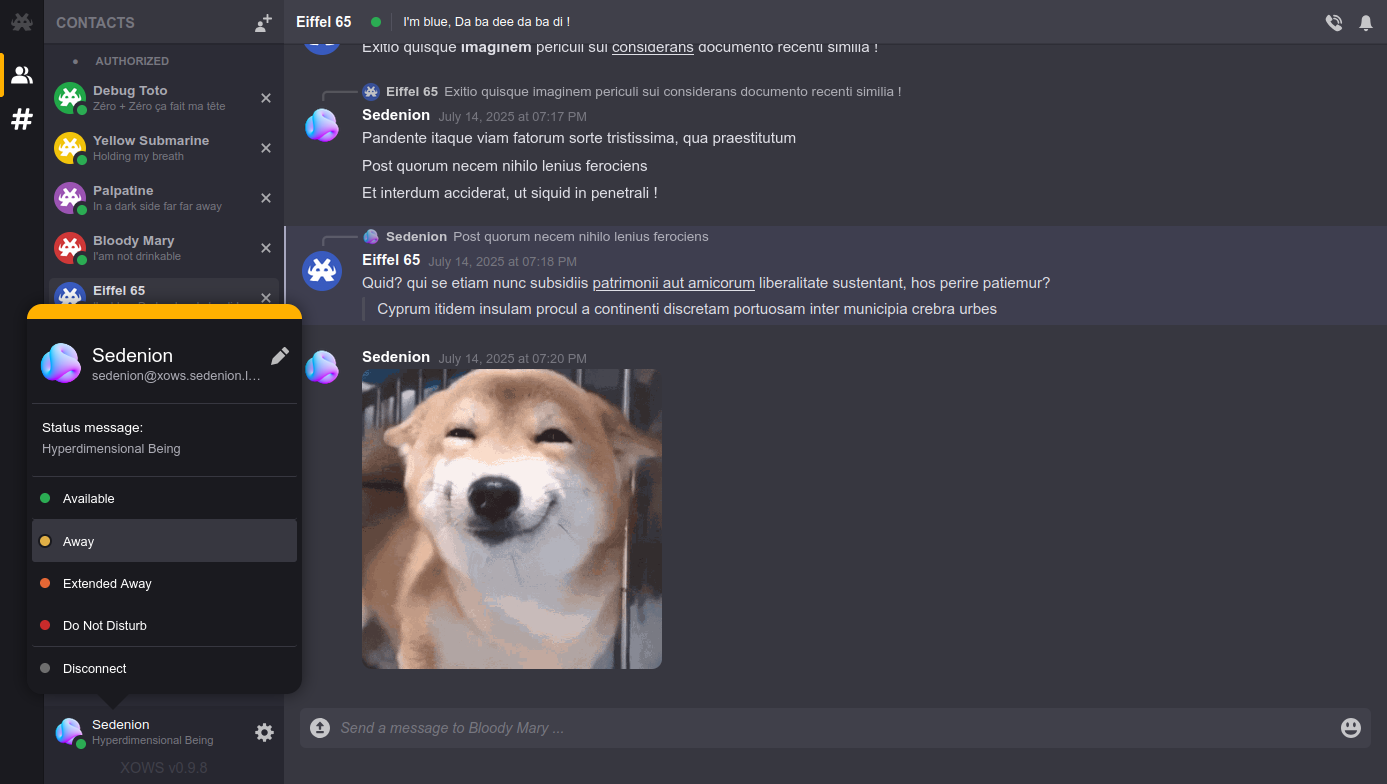 CONTACTS
AUTHORIZED
Debug Toto
Zéro + Zéro ça fait ma tête
Yellow Submarine
Holding my breath
Palpatine
In a dark side far far away
Bloody Mary
I'am not drinkable
Eiffel 65
Sedenion
sedenion@xows.sedenion.l...
Status message:
Hyperdimensional Being
Available
Away
Extended Away
Do Not Disturb
Disconnect
Sedenion
Hyperdimensional Being
XOWS v0.9.8
Eiffel 65 I'm blue, Da ba dee da ba di !
Exitio quisque imaginem periculi sui considerans documento recenti similia !
Eiffel 65 Exitio quisque imaginem periculi sui considerans documento recenti similia !
Sedenion July 14, 2025 at 07:17 PM
Pandente itaque viam fatorum sorte tristissima, qua praestitutum
Post quorum necem nihilo lenius ferociens
Et interdum acciderat, ut siquid in penetrali !
Sedenion Post quorum necem nihilo lenius ferociens
Eiffel 65 July 14, 2025 at 07:18 PM
Quid? qui se etiam nunc subsidiis patrimonii aut amicorum liberalitate sustentant, hos perire patiemur?
Cyprum itidem insulam procul a continenti discretam portuosam inter municipia crebra urbes
Sedenion July 14, 2025 at 07:20 PM
Send a message to Bloody Mary ...